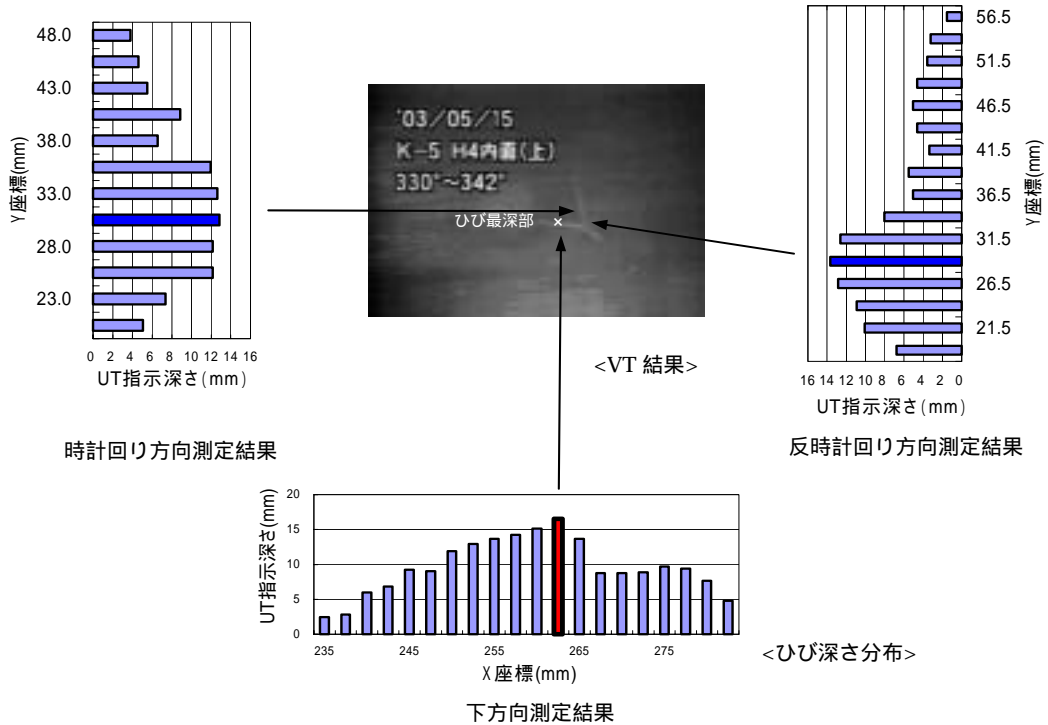 48.0
43.0
38.0
33.0
28.0
23.0
Y座標(mm)
0 2 4 6 8 10 12 14 16
UT指示深さ(mm)
時計回り方向測定結果
'03/05/15
K-5 H4内面(上)
330°~342°
ひび最深部 ×
<VT 結果>
56.5
51.5
46.5
41.5
36.5
31.5
26.5
21.5
Y座標(mm)
16 14 12 10 8 6 4 2 0
UT指示深さ(mm)
反時計回り方向測定結果
20
15
10
5
0
UT指示深さ(mm)
235 245 255 265 275
X座標(mm)
<ひび深さ分布>
下方向測定結果